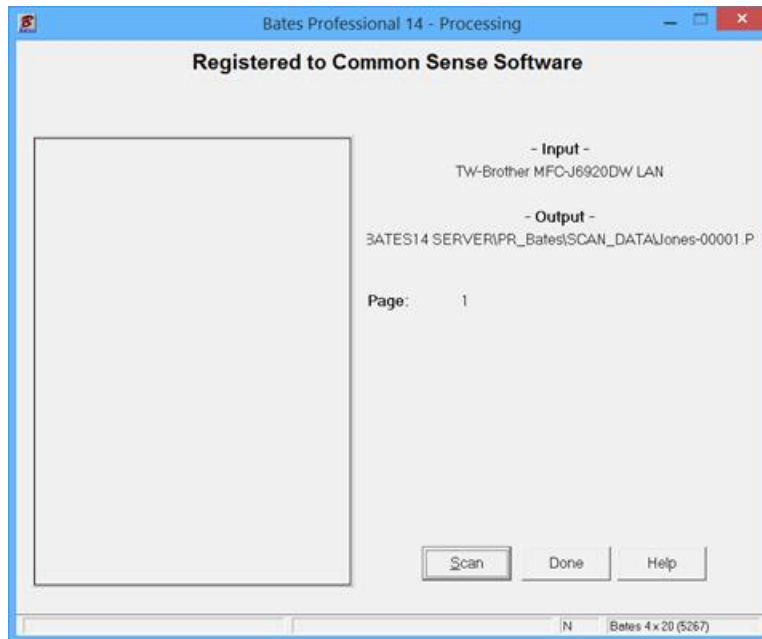 Bates Professional 14 - Processing
Registered to Common Sense Software
- Input -
TW-Brother MFC-J6920DW LAN
- Output -
BATES14 SERVER\PR_Bates\SCAN_DATA\Jones-00001.P
Page: 1
Scan Done Help
N Bates 4 x 20 (5267)